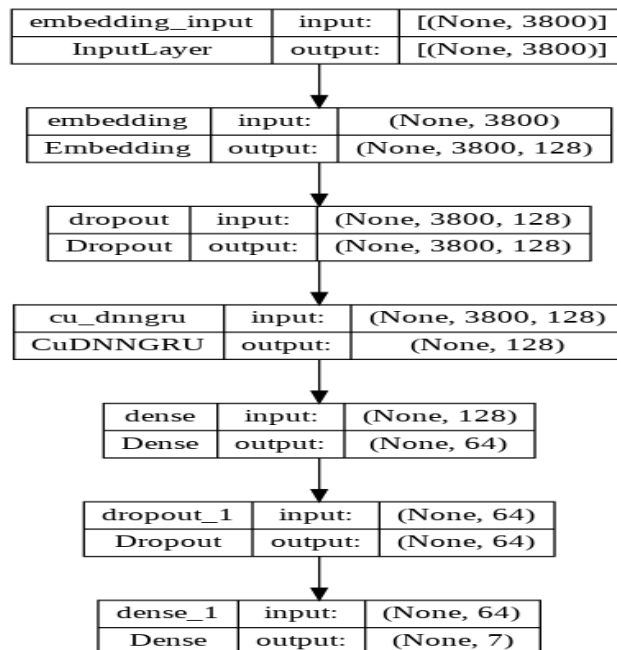 embedding_input input: [(None, 3800)]
InputLayer output: [(None, 3800)]
embedding input: (None, 3800)
Embedding output: (None, 3800, 128)
dropout input: (None, 3800, 128)
Dropout output: (None, 3800, 128)
cu_dnngru input: (None, 3800, 128)
CuDNNGRU output: (None, 128)
dense input: (None, 128)
Dense output: (None, 64)
dropout_1 input: (None, 64)
Dropout output: (None, 64)
dense_1 input: (None, 64)
Dense output: (None, 7)